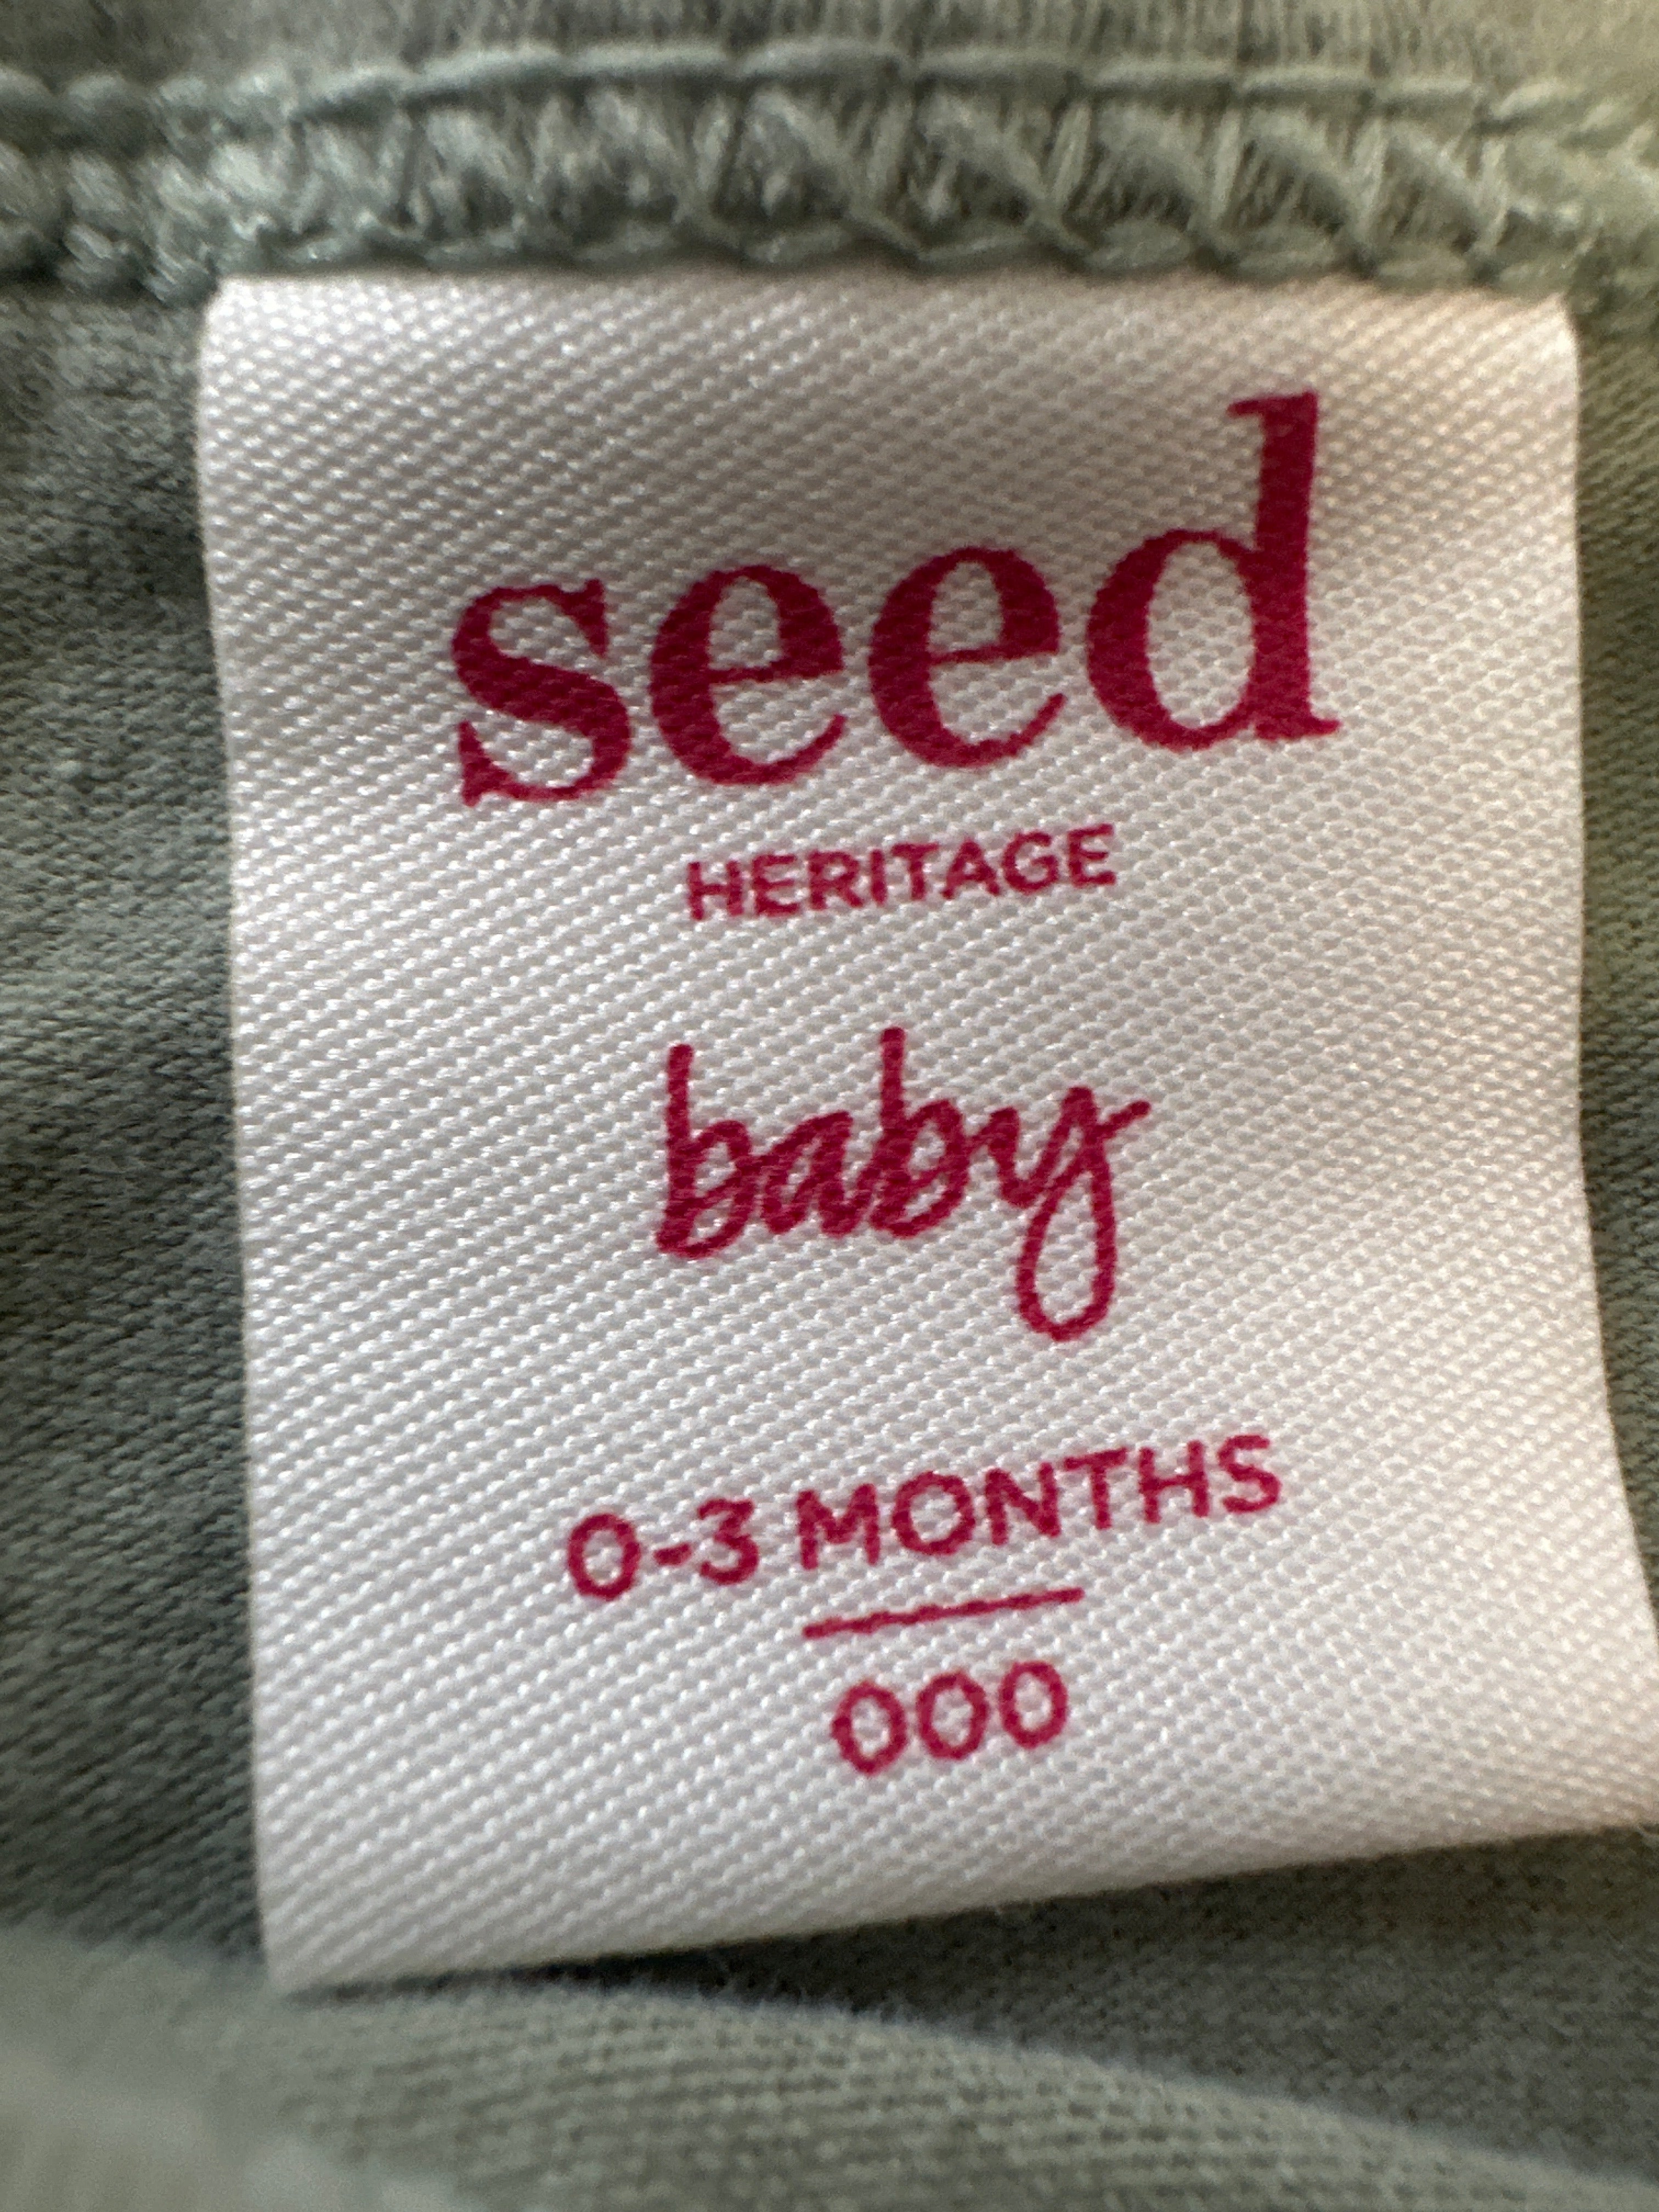 seed
HERITAGE
baby
0-3 MONTHS
000